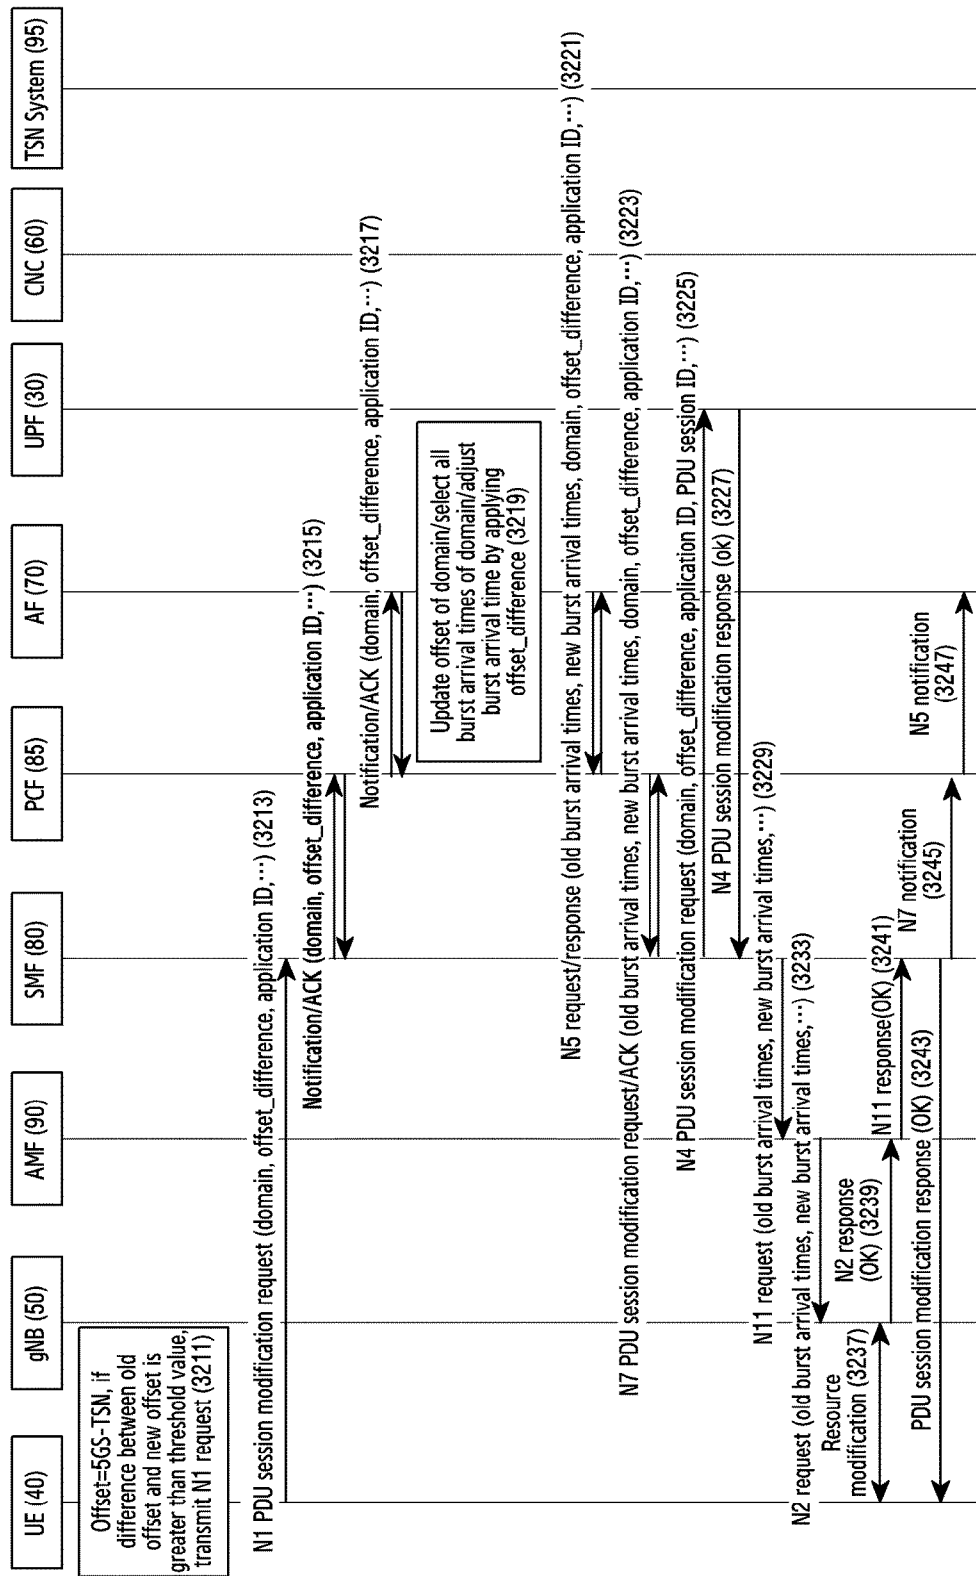 UE (40)
gNB (50)
AMF (90)
SMF (80)
PCF (85)
AF (70)
UPF (30)
CNC (60)
TSN System (95)
Offset=5GS-TSN, if
difference between old
offset and new offset is
greater than threshold value,
transmit N1 request (3211)
N1 PDU session modification request (domain, offset_difference, application ID,⋯) (3213)
Notification/ACK (domain, offset_difference, application ID,⋯) (3215)
Notification/ACK (domain, offset_difference, application ID,⋯) (3217)
Update offset of domain/select all
burst arrival times of domain/adjust
burst arrival time by applying
offset_difference (3219)
N5 request/response (old burst arrival times, new burst arrival times, domain, offset_difference, application ID,⋯) (3221)
N7 PDU session modification request/ACK (old burst arrival times, new burst arrival times, domain, offset_difference, application ID,⋯) (3223)
N4 PDU session modification request (domain, offset_difference, application ID, PDU session ID,⋯) (3225)
N4 PDU session modification response (ok) (3227)
N11 request (old burst arrival times, new burst arrival times,⋯) (3229)
N2 request (old burst arrival times, new burst arrival times,⋯) (3233)
Resource
modification (3237)
N2 response
(OK) (3239)
N11 response(OK) (3241)
PDU session modification response (OK) (3243)
N7 notification
(3245)
N5 notification
(3247)